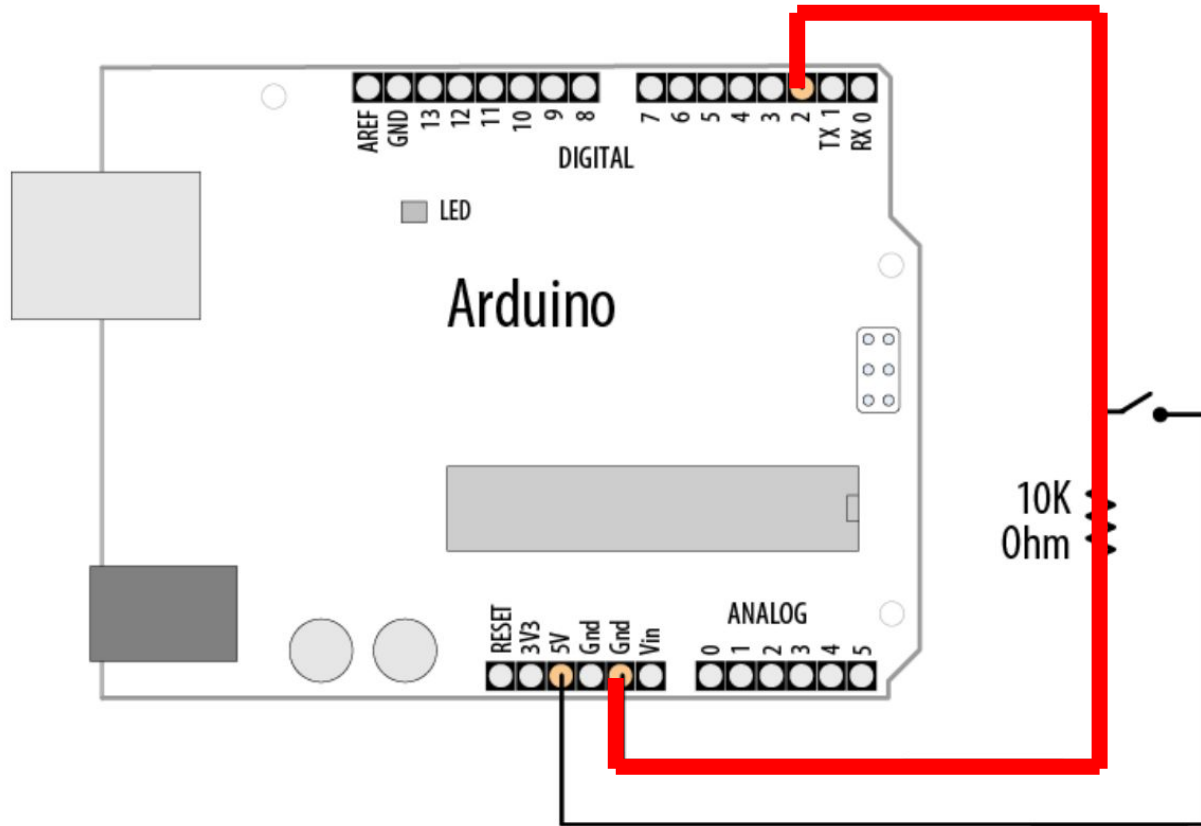 AREF GND 13 12 11 10 9 8 7 6 5 4 3 2 TX 1 RX 0
DIGITAL
LED
Arduino
10K
Ohm
ANALOG
RESET 3V3 5V Gnd Gnd Vin 0 1 2 3 4 5